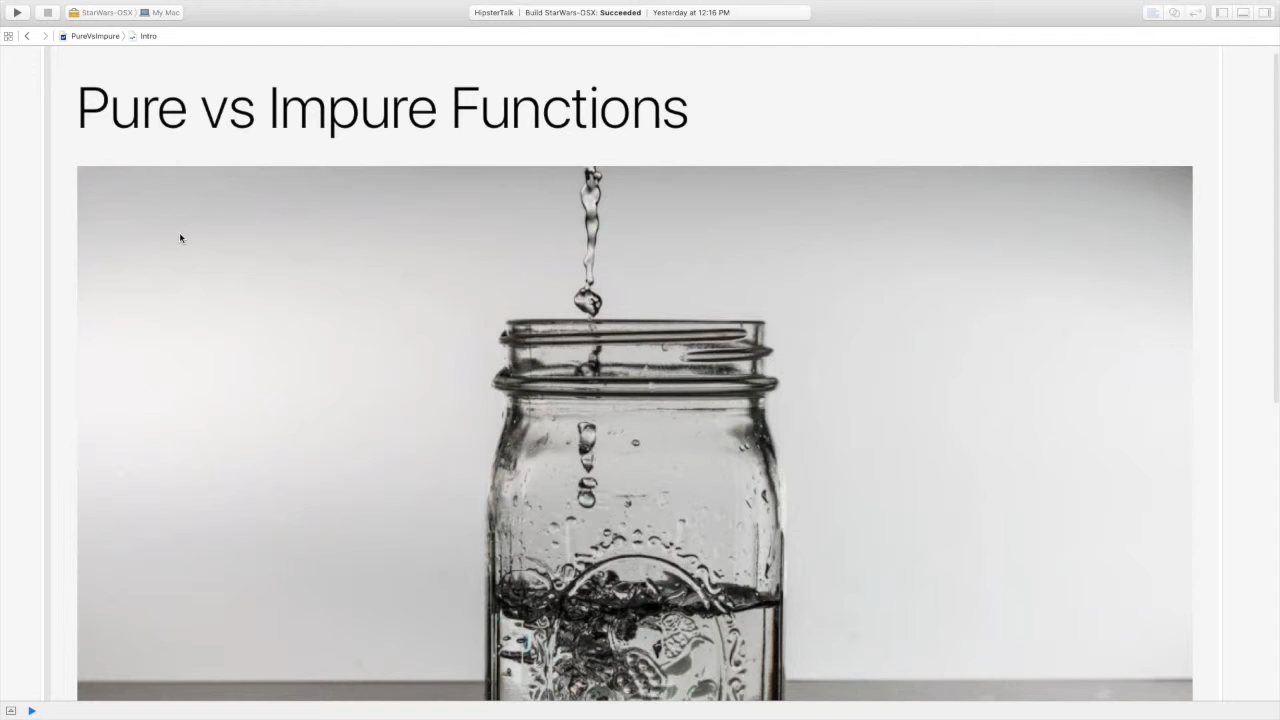 StarWars-OSX My Mac
HipsterTalk | Build StarWars-OSX: Succeeded | Yesterday at 12:16 PM
PureVsImpure Intro
Pure vs Impure Functions